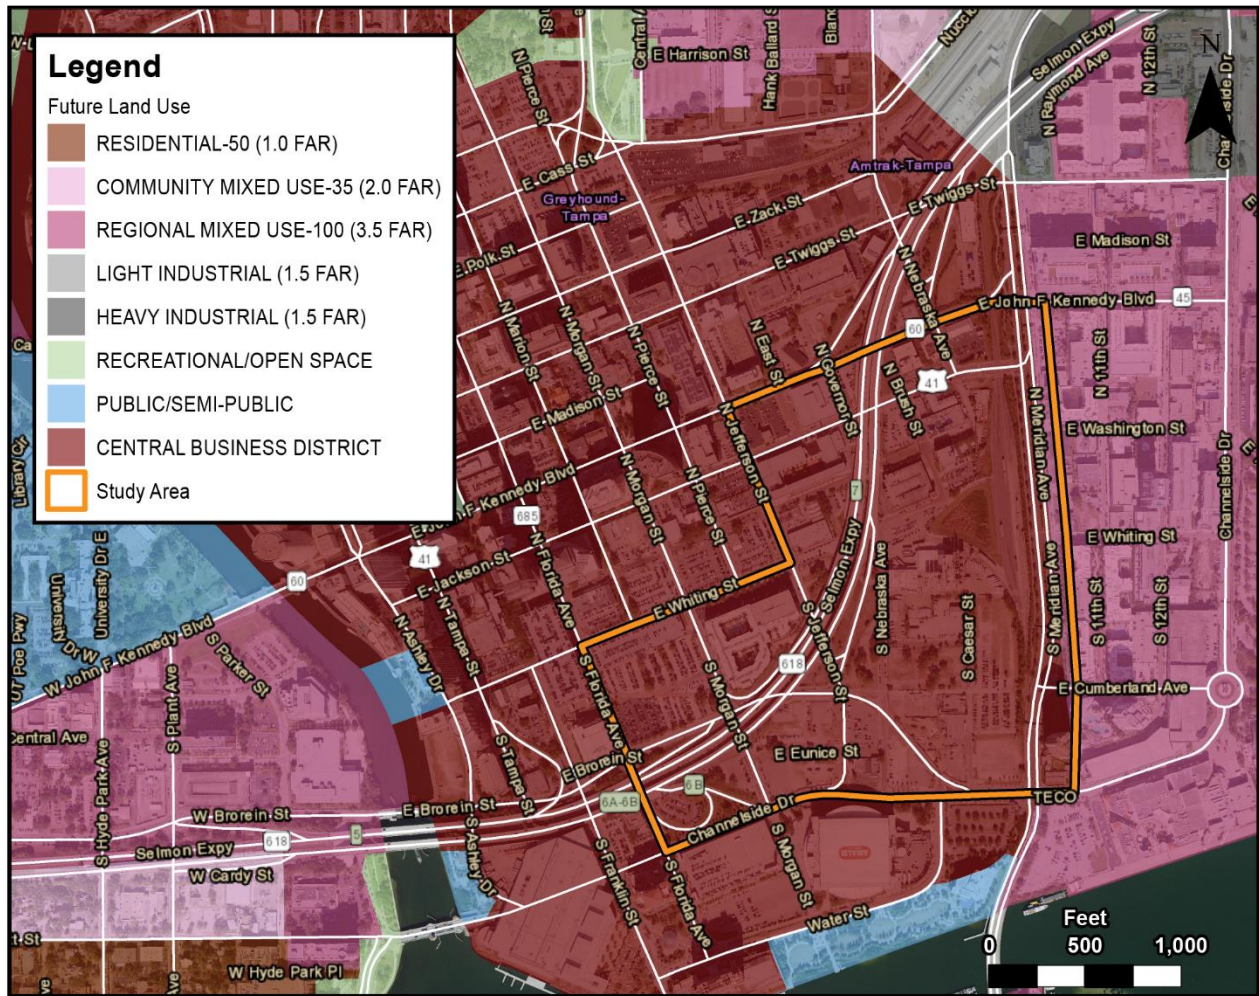 Legend
Future Land Use
RESIDENTIAL-50 (1.0 FAR)
COMMUNITY MIXED USE-35 (2.0 FAR)
REGIONAL MIXED USE-100 (3.5 FAR)
LIGHT INDUSTRIAL (1.5 FAR)
HEAVY INDUSTRIAL (1.5 FAR)
RECREATIONAL/OPEN SPACE
PUBLIC/SEMI-PUBLIC
CENTRAL BUSINESS DISTRICT
Study Area
N
E Harrison St
Hank Ballard St
Selmon Expy
N Raymond Ave
N 12th St
N Pierce St
E Cass St
Greyhound-
Tampa
Amtrak-Tampa
E Zack St
E Twiggs St
E Twiggs St
E Polk St
E Madison St
N Marion St
N Morgan St
N Pierce St
N East St
N Governor St
N Nebraska Ave
E John F Kennedy Blvd
45
60
41
N Brush St
N 11th St
E Madison St
E Washington St
N Meridian Ave
Channelside Dr
N Jefferson St
E John F Kennedy Blvd
685
41
E Jackson St
N Florida Ave
N Morgan St
N Pierce St
7
Selmon Expy
E Whiting St
E Whiting St
S Nebraska Ave
S Caesar St
S Meridian Ave
S 11th St
S 12th St
Library Cir
University Dr E
University
Dr W
UT Poe Pwy
60
W John F Kennedy Blvd
S Parker St
S Plant Ave
N Ashley Dr
N Tampa St
S Florida Ave
S Morgan St
S Jefferson St
618
E Cumberland Ave
Central Ave
S Hyde Park Ave
S Tampa St
E Brorein St
E Eunice St
W Brorein St
E Brorein St
6A-6B
6B
Channelside Dr
TECO
618
5
Selmon Expy
W Cardy St
S Ashley Dr
S Franklin St
S Florida Ave
S Morgan St
Water St
W Hyde Park Pl
Feet
0 500 1,000